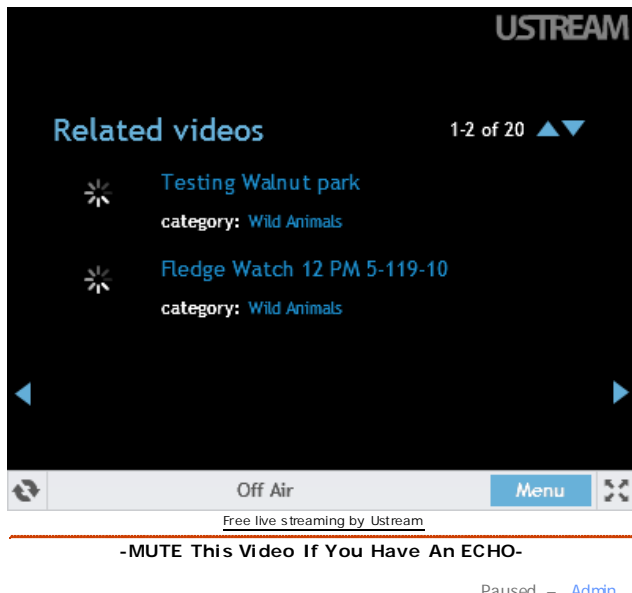 USTREAM
Related videos
1-2 of 20
Testing Walnut park
category: Wild Animals
Fledge Watch 12 PM 5-119-10
category: Wild Animals
Off Air
Menu
Free live streaming by Ustream
-MUTE This Video If You Have An ECHO-
Paused – Admin